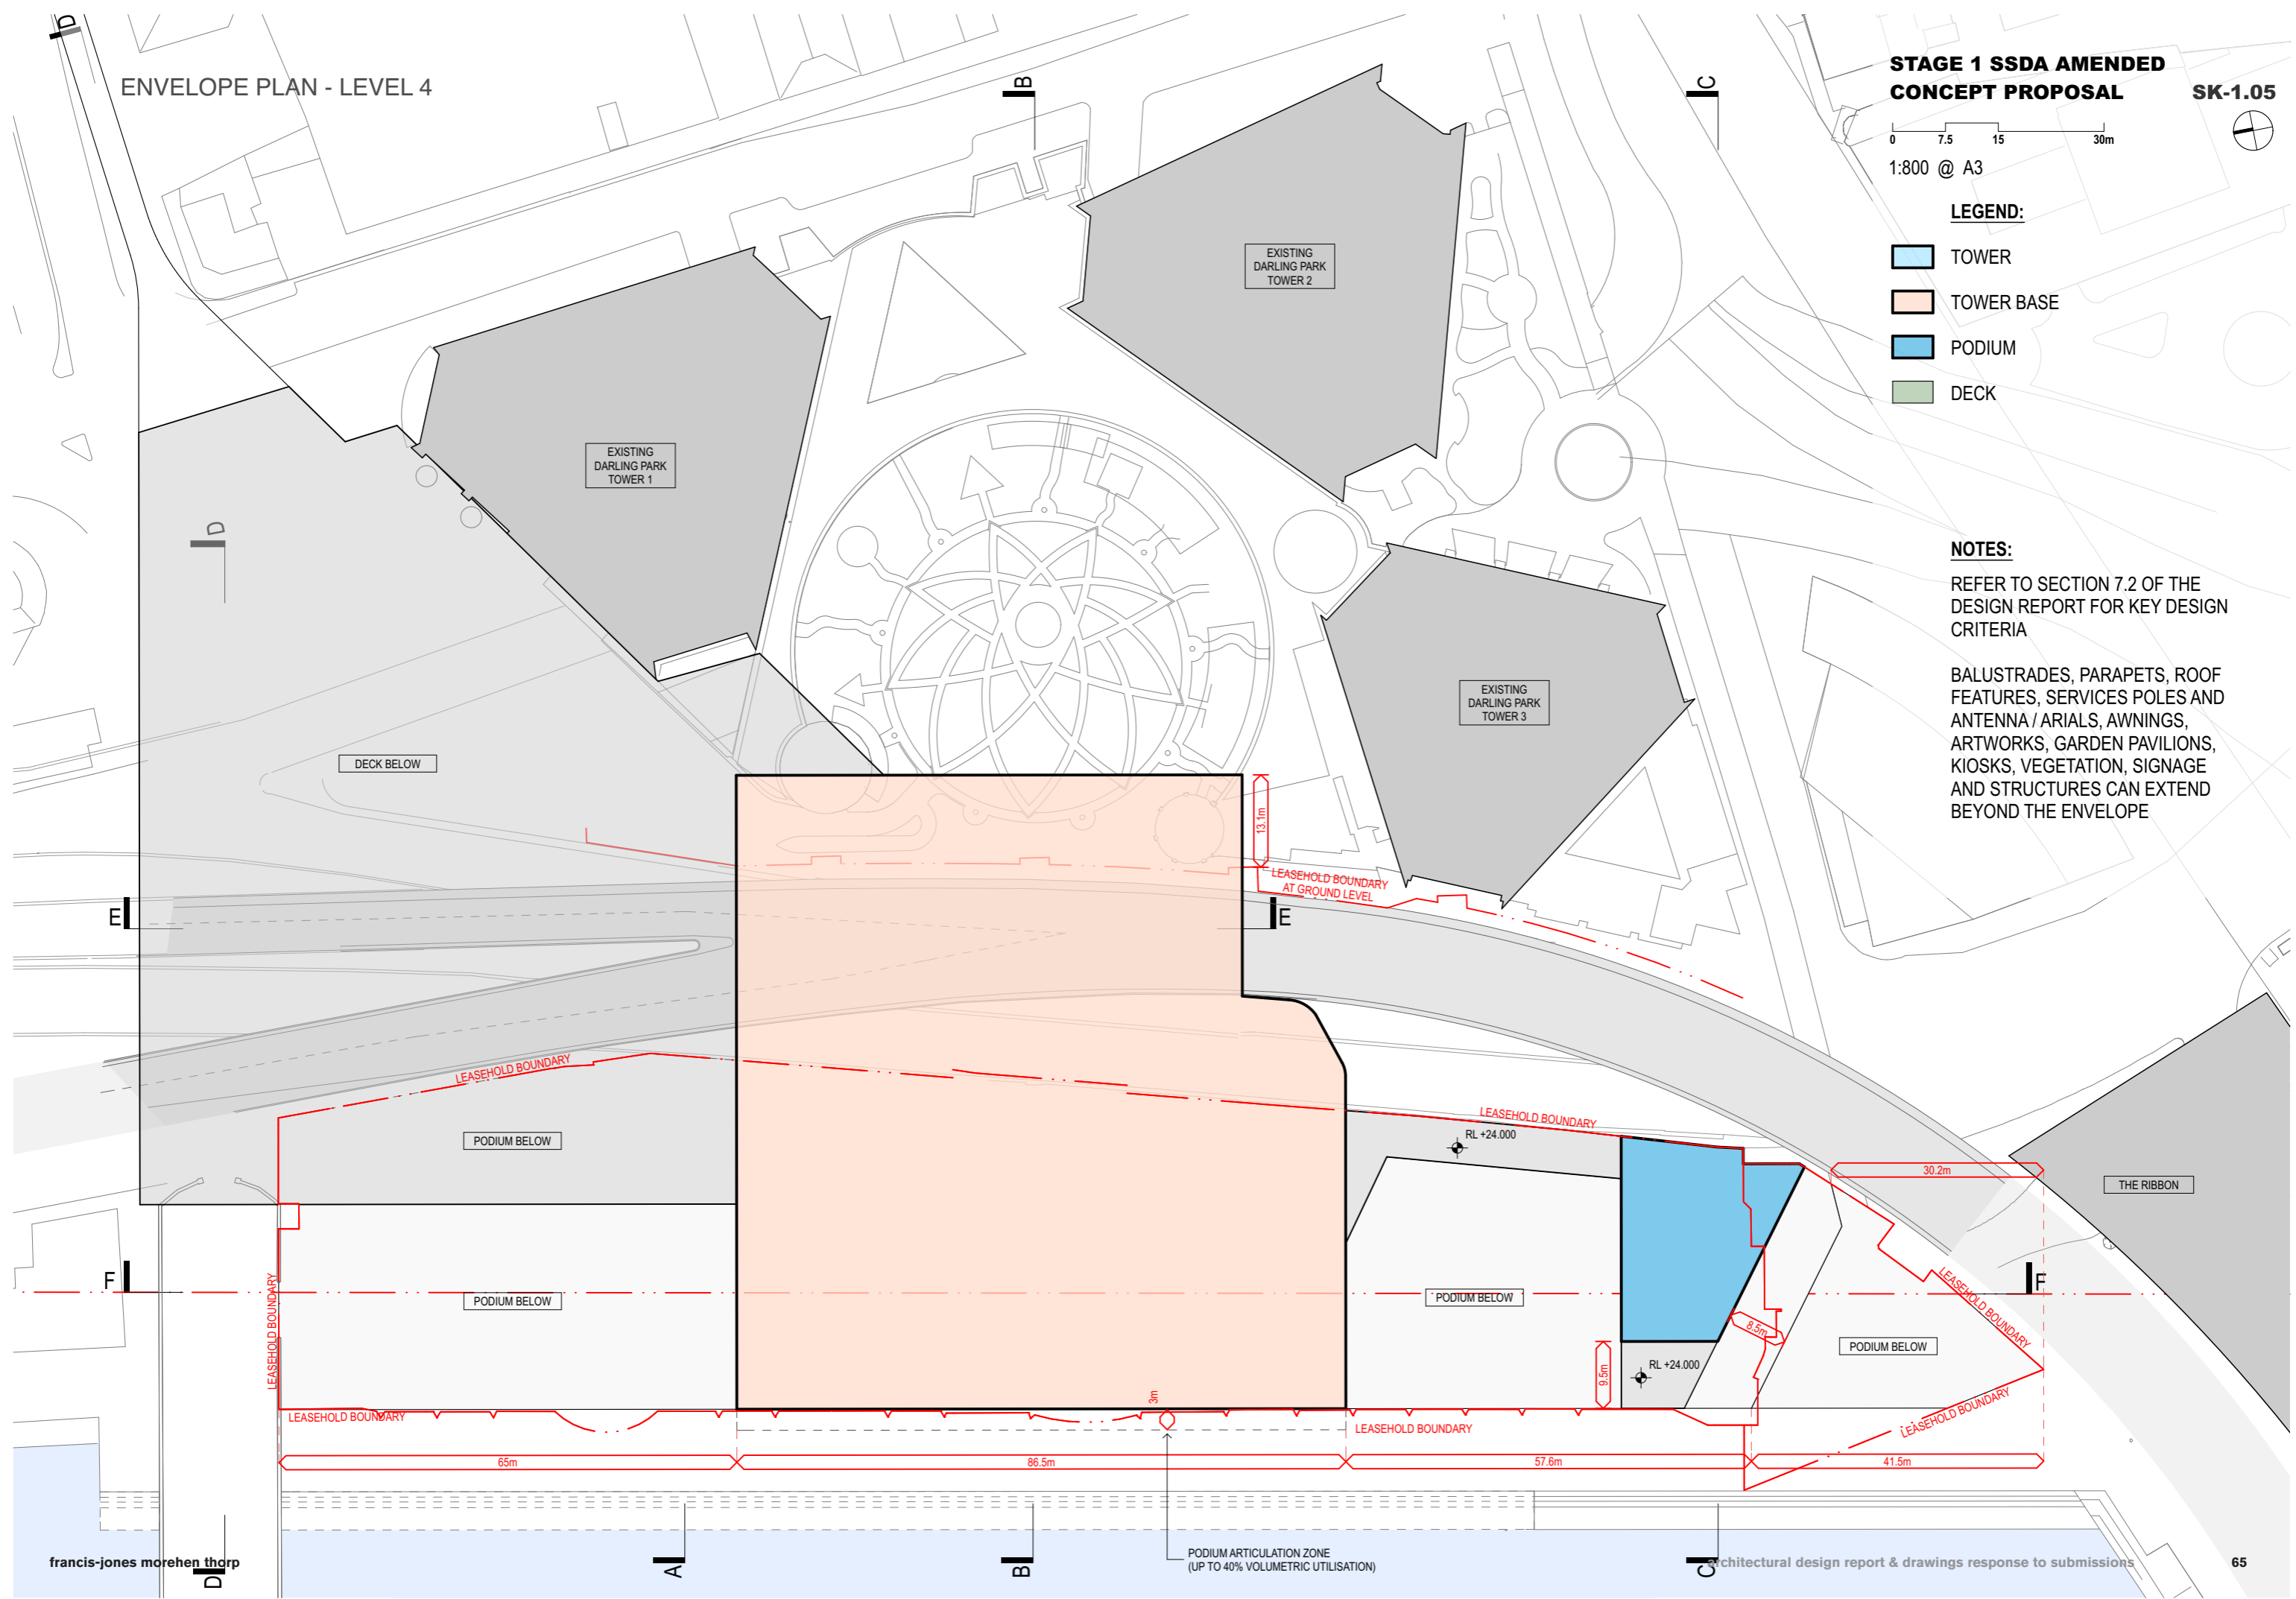 ENVELOPE PLAN - LEVEL 4
STAGE 1 SSDA AMENDED
CONCEPT PROPOSAL
SK-1.05
0 7.5 15 30m
1:800 @ A3
LEGEND:
TOWER
TOWER BASE
PODIUM
DECK
NOTES:
REFER TO SECTION 7.2 OF THE
DESIGN REPORT FOR KEY DESIGN
CRITERIA
BALUSTRADES, PARAPETS, ROOF
FEATURES, SERVICES POLES AND
ANTENNA / ARIALS, AWNINGS,
ARTWORKS, GARDEN PAVILIONS,
KIOSKS, VEGETATION, SIGNAGE
AND STRUCTURES CAN EXTEND
BEYOND THE ENVELOPE
D
B
C
EXISTING
DARLING PARK
TOWER 2
EXISTING
DARLING PARK
TOWER 1
D
EXISTING
DARLING PARK
TOWER 3
DECK BELOW
13.1m
LEASEHOLD BOUNDARY
AT GROUND LEVEL
E
E
LEASEHOLD BOUNDARY
PODIUM BELOW
LEASEHOLD BOUNDARY
RL +24.000
30.2m
THE RIBBON
F
F
LEASEHOLD BOUNDARY
PODIUM BELOW
PODIUM BELOW
LEASEHOLD BOUNDARY
8.5m
PODIUM BELOW
RL +24.000
9.5m
3m
LEASEHOLD BOUNDARY
LEASEHOLD BOUNDARY
LEASEHOLD BOUNDARY
65m
86.5m
57.6m
41.5m
PODIUM ARTICULATION ZONE
(UP TO 40% VOLUMETRIC UTILISATION)
D
A
B
C
francis-jones morehen thorp
architectural design report & drawings response to submissions
65